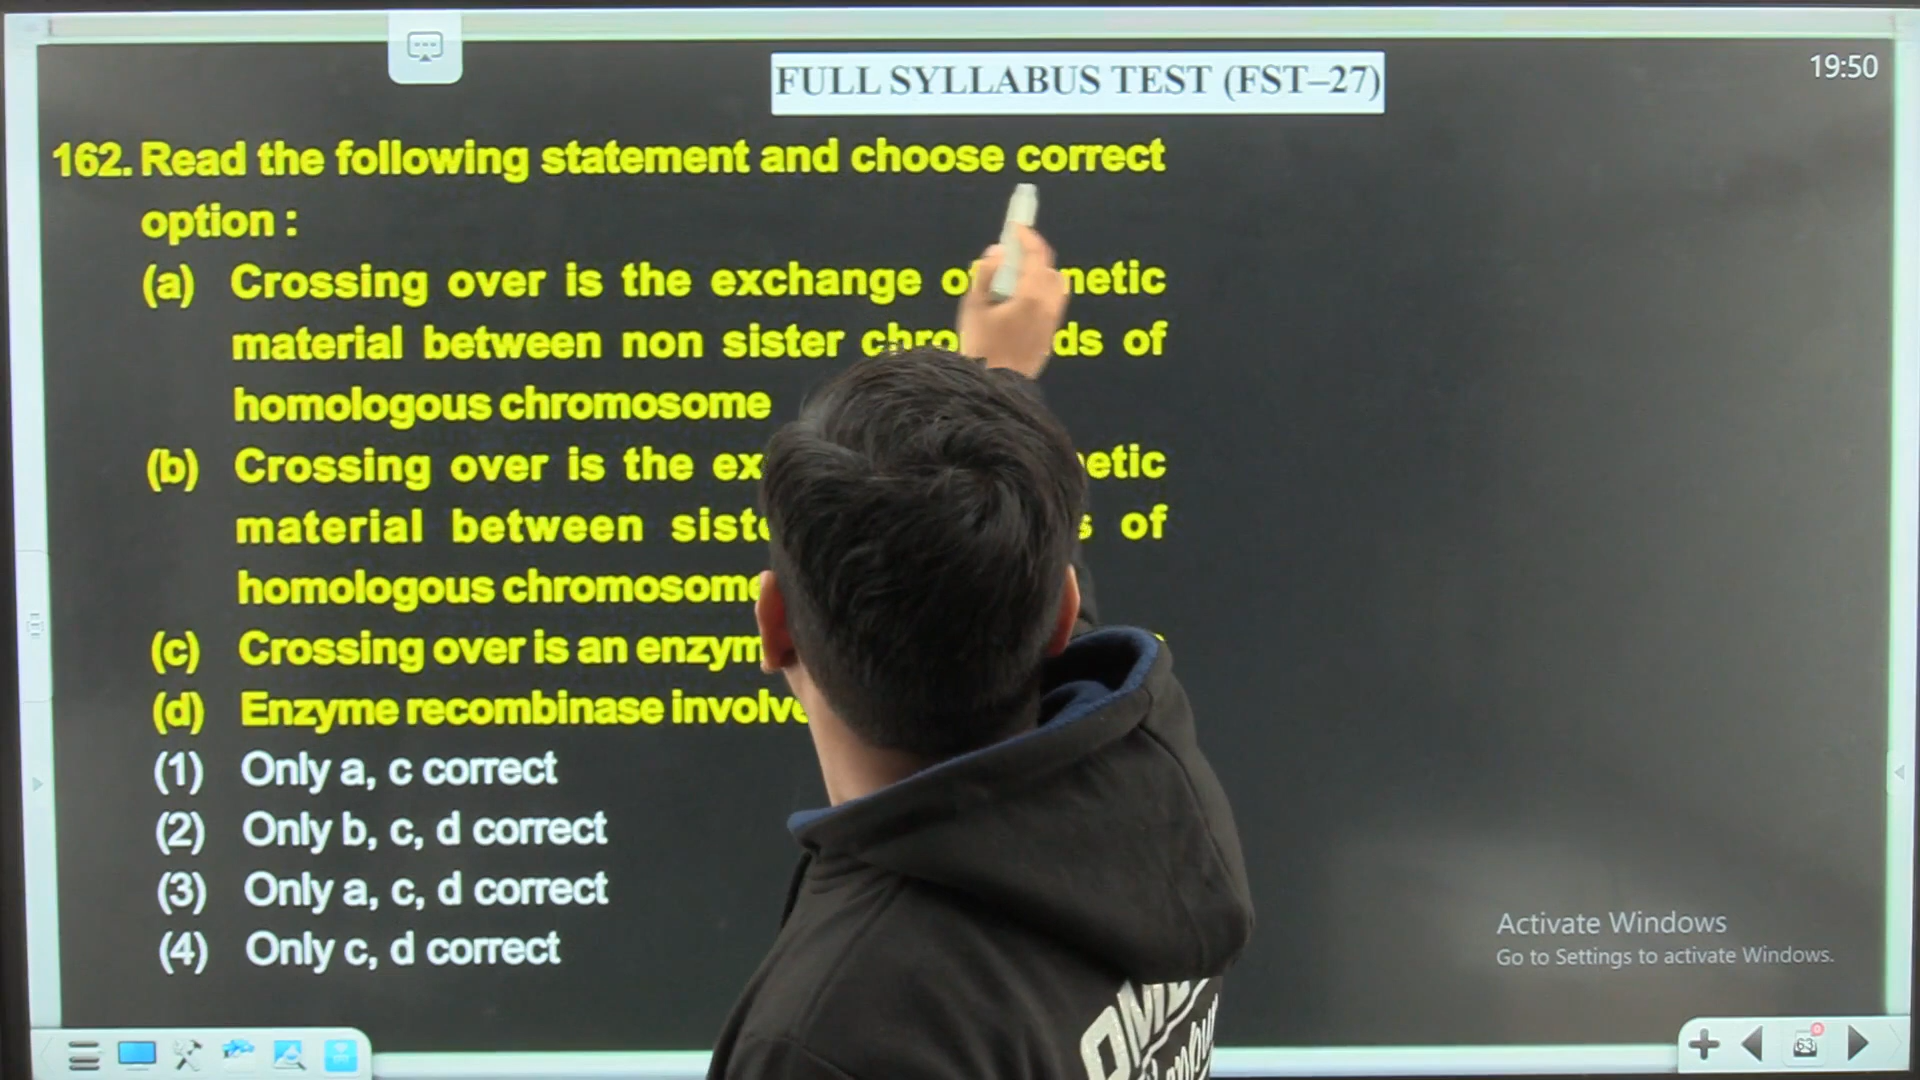 FULL SYLLABUS TEST (FST–27)
19:50
162. Read the following statement and choose correct
option :
(a) Crossing over is the exchange netic
material between non sister ds of
homologous chromosome
(b) Crossing over is the ex etic
material between sist s of
homologous chromosome
(c) Crossing over is an enzym
(d) Enzyme recombinase involve
(1) Only a, c correct
(2) Only b, c, d correct
(3) Only a, c, d correct
(4) Only c, d correct
Activate Windows
Go to Settings to activate Windows.
63